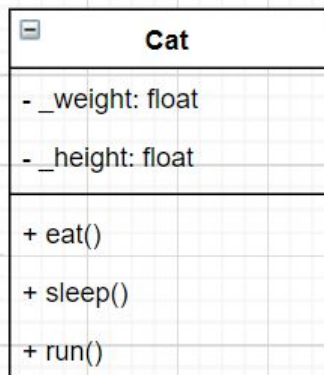 Cat
- _weight: float
- _height: float
+ eat()
+ sleep()
+ run()